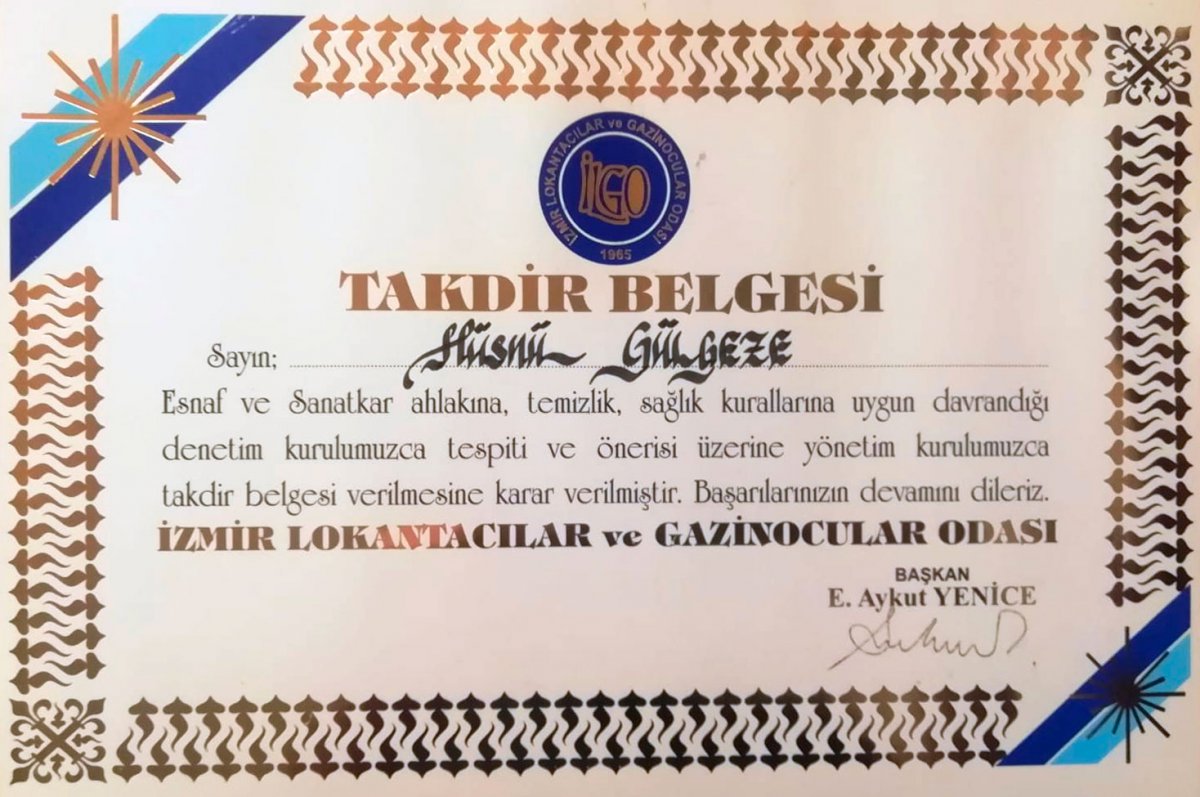 İZMİR LOKANTACILAR ve GAZİNOCULAR ODASI
İLGO
1965
TAKDİR BELGESİ
Sayın; Hüsnü GÜLGEZE
Esnaf ve Sanatkar ahlakına, temizlik, sağlık kurallarına uygun davrandığı
denetim kurulumuzca tespiti ve önerisi üzerine yönetim kurulumuzca
takdir belgesi verilmesine karar verilmiştir. Başarılarınızın devamını dileriz.
İZMİR LOKANTACILAR ve GAZİNOCULAR ODASI
BAŞKAN
E. Aykut YENİCE